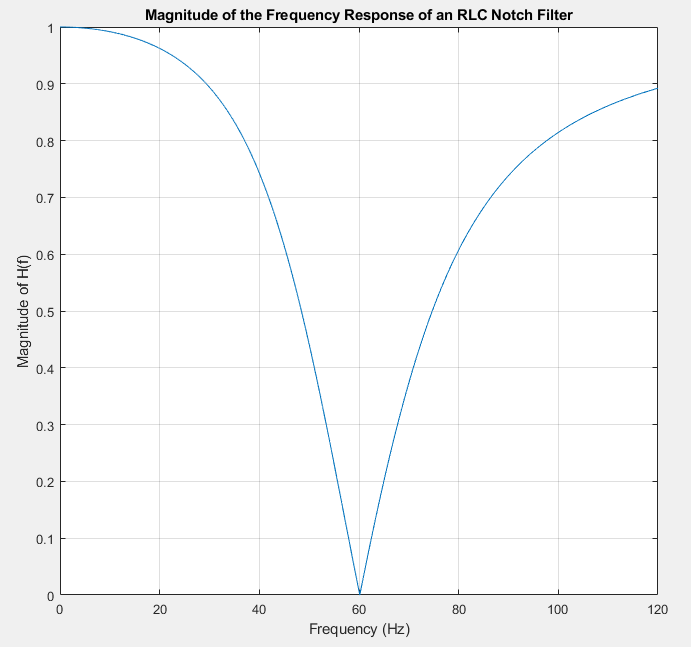 Magnitude of the Frequency Response of an RLC Notch Filter
Magnitude of H(f)
1
0.9
0.8
0.7
0.6
0.5
0.4
0.3
0.2
0.1
0
0 20 40 60 80 100 120
Frequency (Hz)